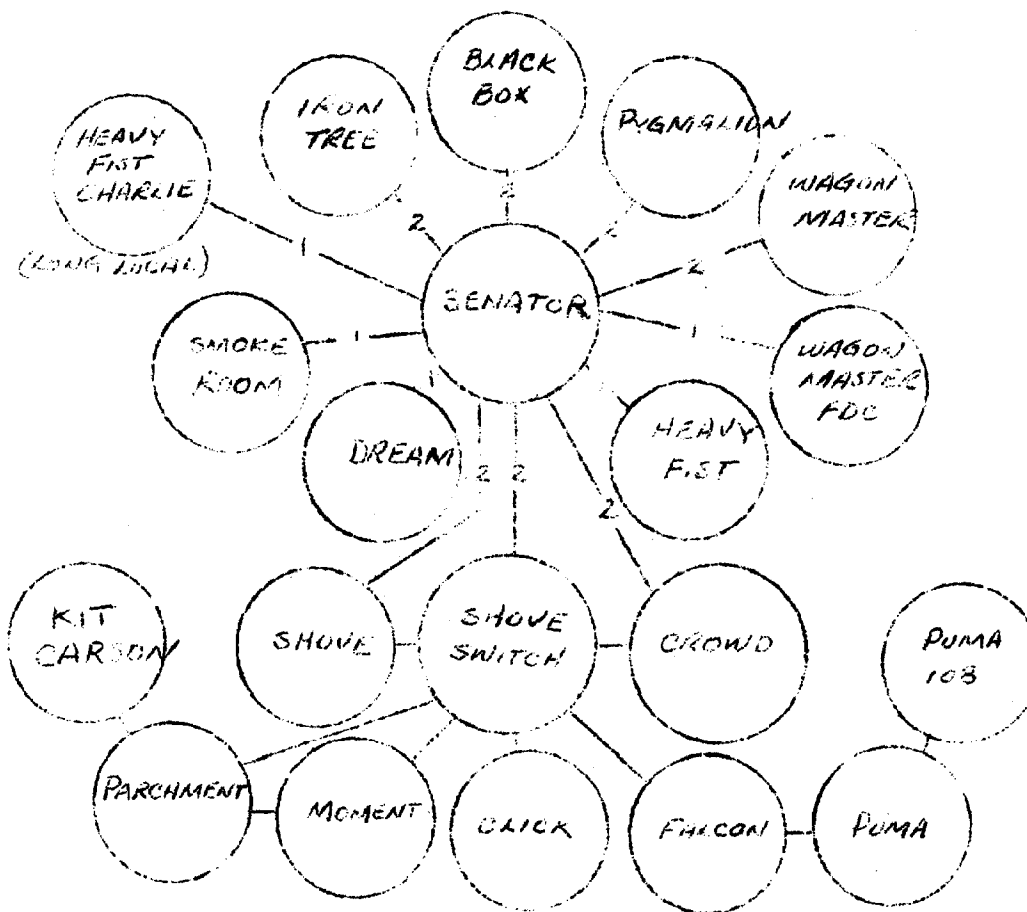 BLACK
BOX
IRON
TREE
PYGMALION
HEAVY
FIST
CHARLIE
(LONG LOCAL)
WAGON
MASTER
2
2
2
2
1
SENATOR
1
1
SMOKE
ROOM
WAGON
MASTER
FDC
DREAM
HEAVY
FIST
2
2
2
KIT
CARSON
SHOVE
SHOVE
SWITCH
CROWD
PUMA
108
PARCHMENT
MOMENT
CLICK
FALCON
PUMA